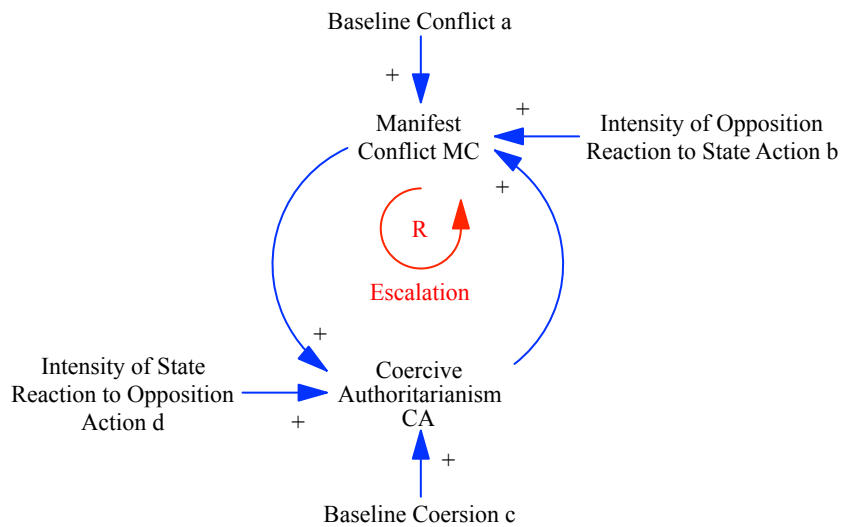 Baseline Conflict a
+
+
Manifest
Conflict MC
Intensity of Opposition
Reaction to State Action b
+
R
Escalation
+
Intensity of State
Reaction to Opposition
Action d
Coercive
Authoritarianism
CA
+
+
Baseline Coersion c